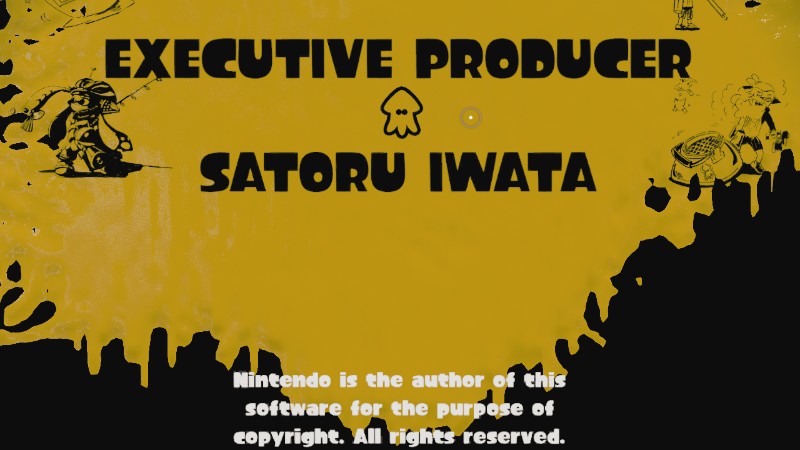 EXECUTIVE PRODUCER
SATORU IWATA
Nintendo is the author of this
software for the purpose of
copyright. All rights reserved.